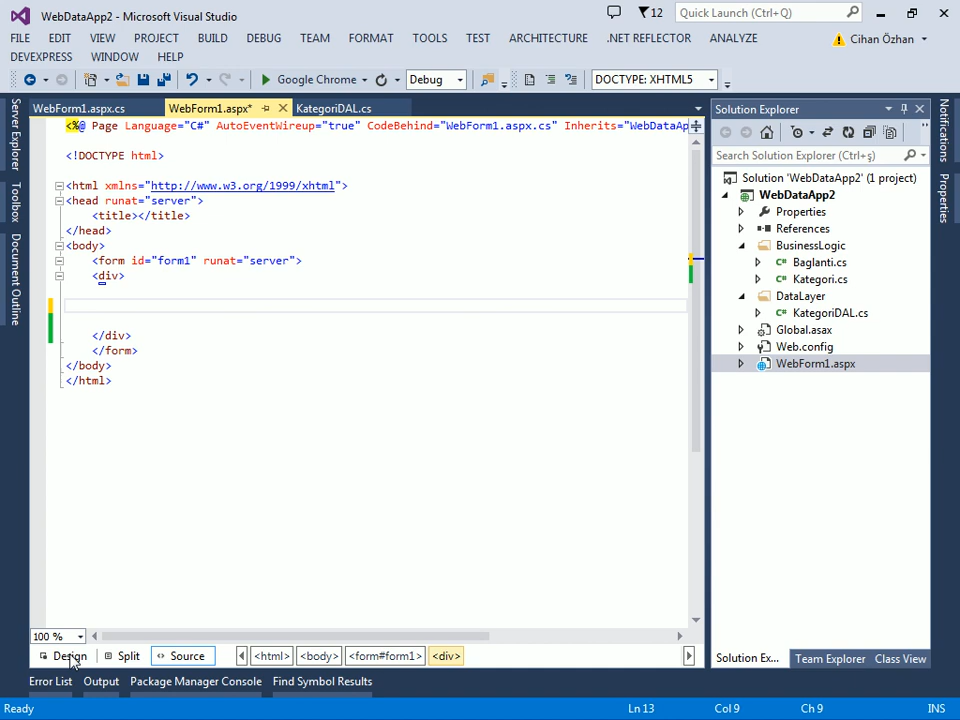 WebDataApp2 - Microsoft Visual Studio
12
Quick Launch (Ctrl+Q)
FILE EDIT VIEW PROJECT BUILD DEBUG TEAM FORMAT TOOLS TEST ARCHITECTURE .NET REFLECTOR ANALYZE
Cihan Özhan
DEVEXPRESS WINDOW HELP
Google Chrome Debug DOCTYPE: XHTML5
WebForm1.aspx.cs WebForm1.aspx* KategoriDAL.cs
<%@ Page Language="C#" AutoEventWireup="true" CodeBehind="WebForm1.aspx.cs" Inherits="WebDataAp
<!DOCTYPE html>
<html xmlns="http://www.w3.org/1999/xhtml">
<head runat="server">
<title></title>
</head>
<body>
<form id="form1" runat="server">
<div>
</div>
</form>
</body>
</html>
100 %
Design Split Source <html> <body> <form#form1> <div>
Error List Output Package Manager Console Find Symbol Results
Ready Ln 13 Col 9 Ch 9 INS
Server Explorer
Toolbox
Document Outline
Solution Explorer
Search Solution Explorer (Ctrl+ş)
Solution 'WebDataApp2' (1 project)
WebDataApp2
Properties
References
BusinessLogic
C# Baglanti.cs
C# Kategori.cs
DataLayer
C# KategoriDAL.cs
Global.asax
Web.config
WebForm1.aspx
Solution Ex... Team Explorer Class View
Notifications
Properties